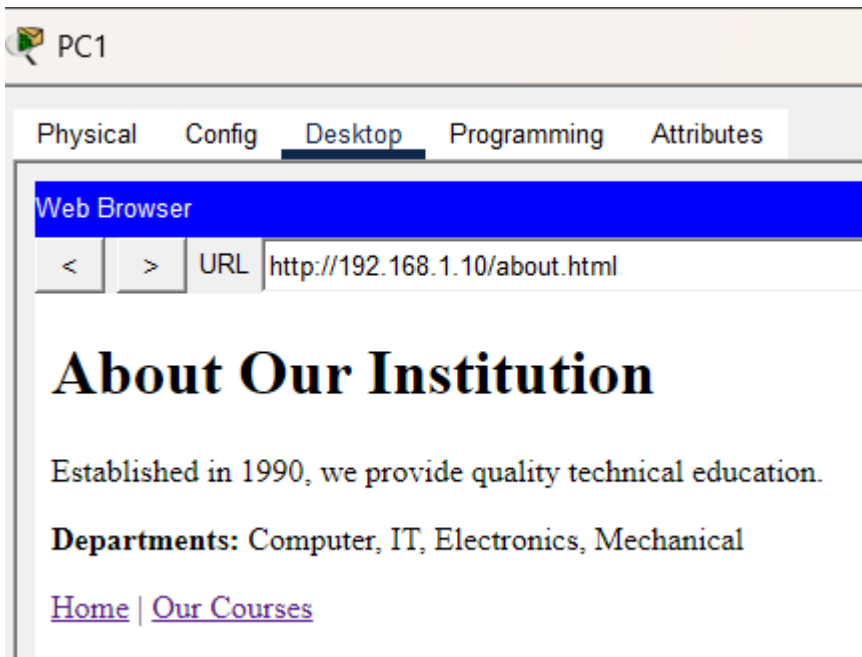 PC1
Physical Config Desktop Programming Attributes
Web Browser
< > URL http://192.168.1.10/about.html
About Our Institution
Established in 1990, we provide quality technical education.
Departments: Computer, IT, Electronics, Mechanical
Home | Our Courses